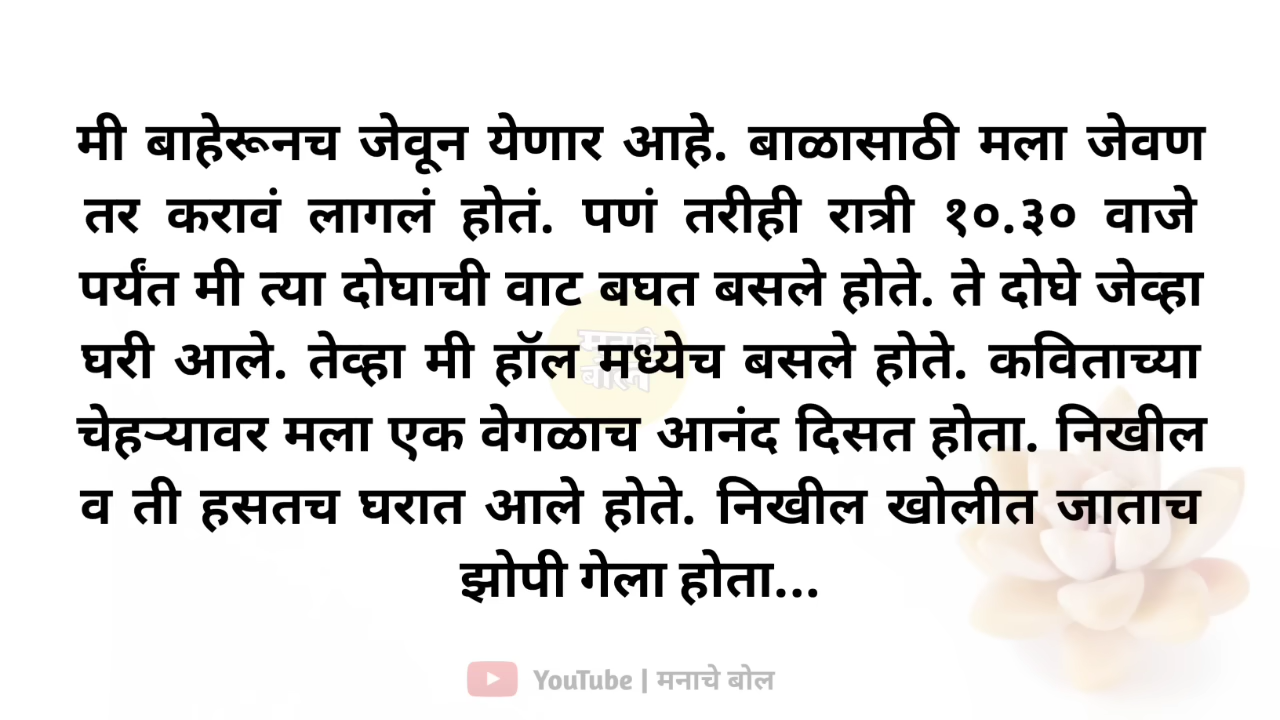 मी बाहेरूनच जेवून येणार आहे. बाळासाठी मला जेवण
तर करावं लागलं होतं. पणं तरीही रात्री १०.३० वाजे
पर्यंत मी त्या दोघाची वाट बघत बसले होते. ते दोघे जेव्हा
घरी आले. तेव्हा मी हॉल मध्येच बसले होते. कविताच्या
चेहऱ्यावर मला एक वेगळाच आनंद दिसत होता. निखील
व ती हसतच घरात आले होते. निखील खोलीत जाताच
झोपी गेला होता...
मनाचे
बोल
YouTube | मनाचे बोल